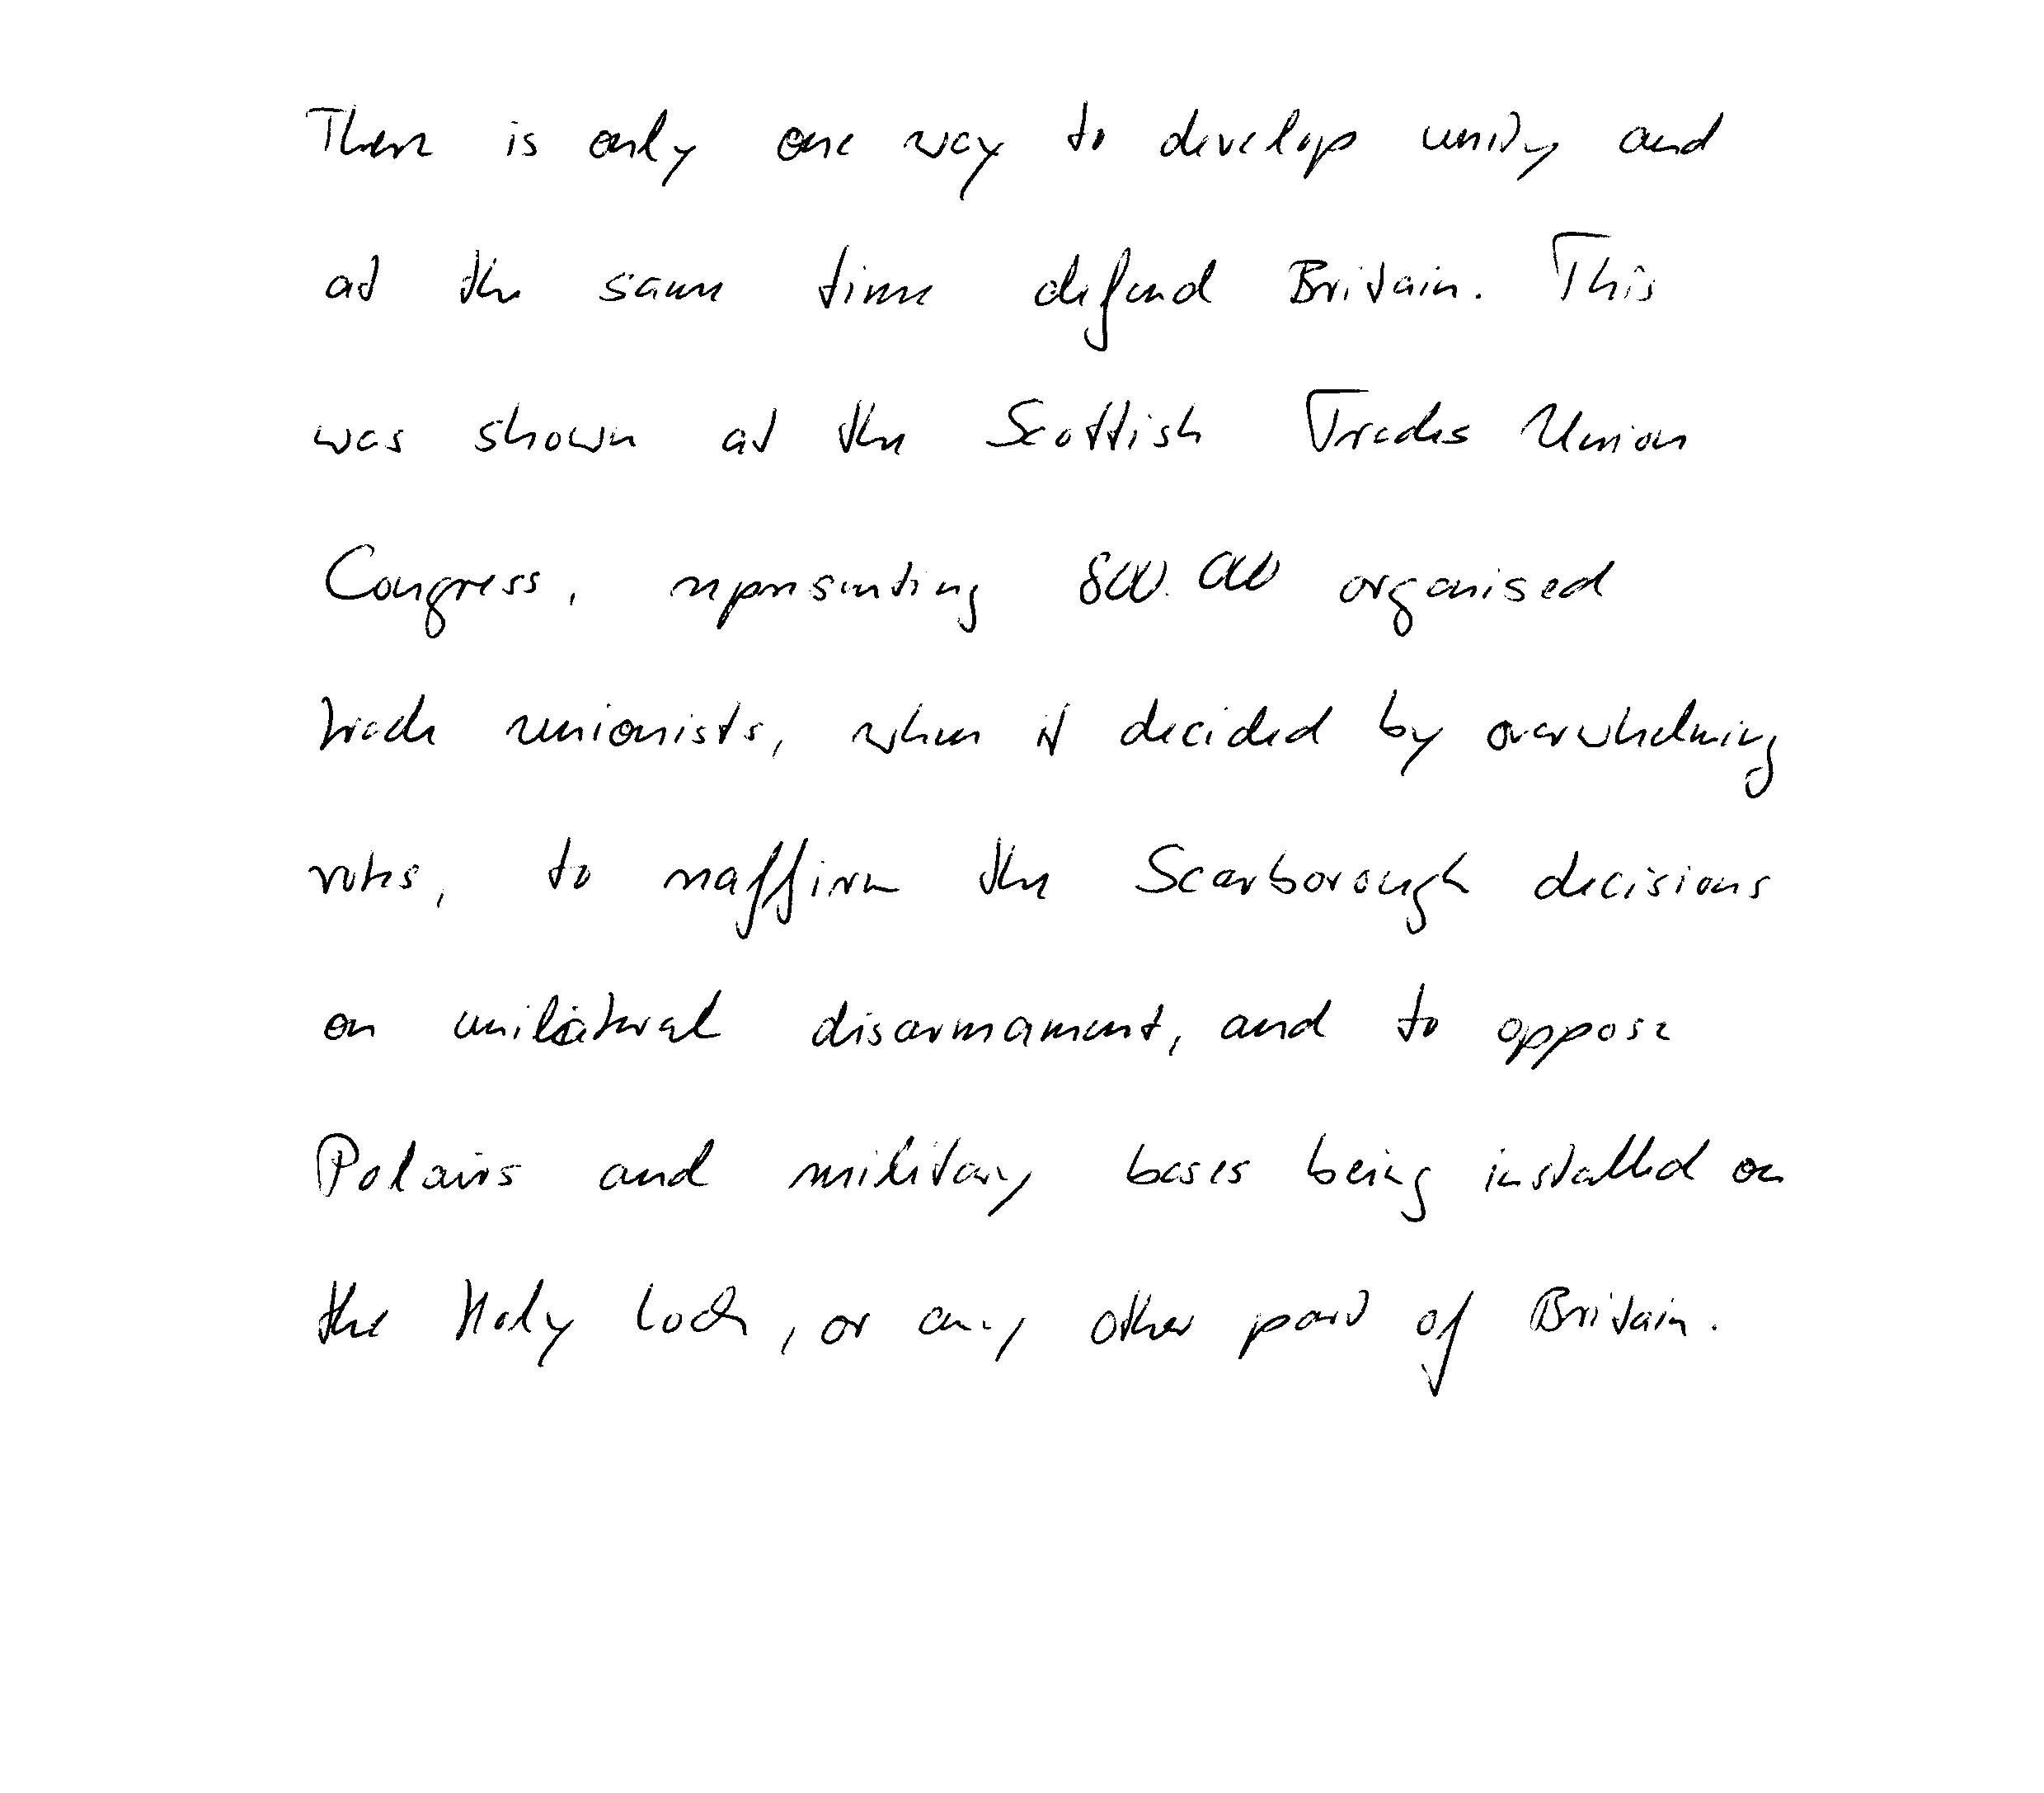 There is only one way to develop unity and
at the same time defend Britain. This
was shown at the Scottish Trades Union
Congress, representing 800.000 organised
trade unionists, when it decided by overwhelming
votes, to reaffirm the Scarborough decisions
on unilateral disarmament, and to oppose
Polairis and military bases being installed on
the Holy Loch, or any other part of Britain.